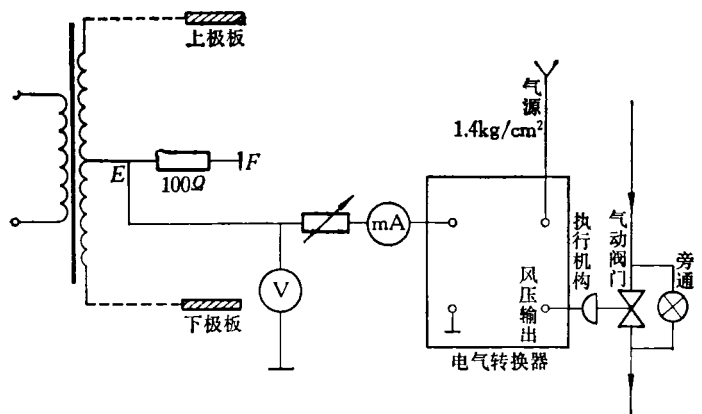 上极板
气源
1.4kg/cm²
E
100Ω
F
mA
执行机构
气动阀门
旁通
V
风压输出
下极板
电气转换器